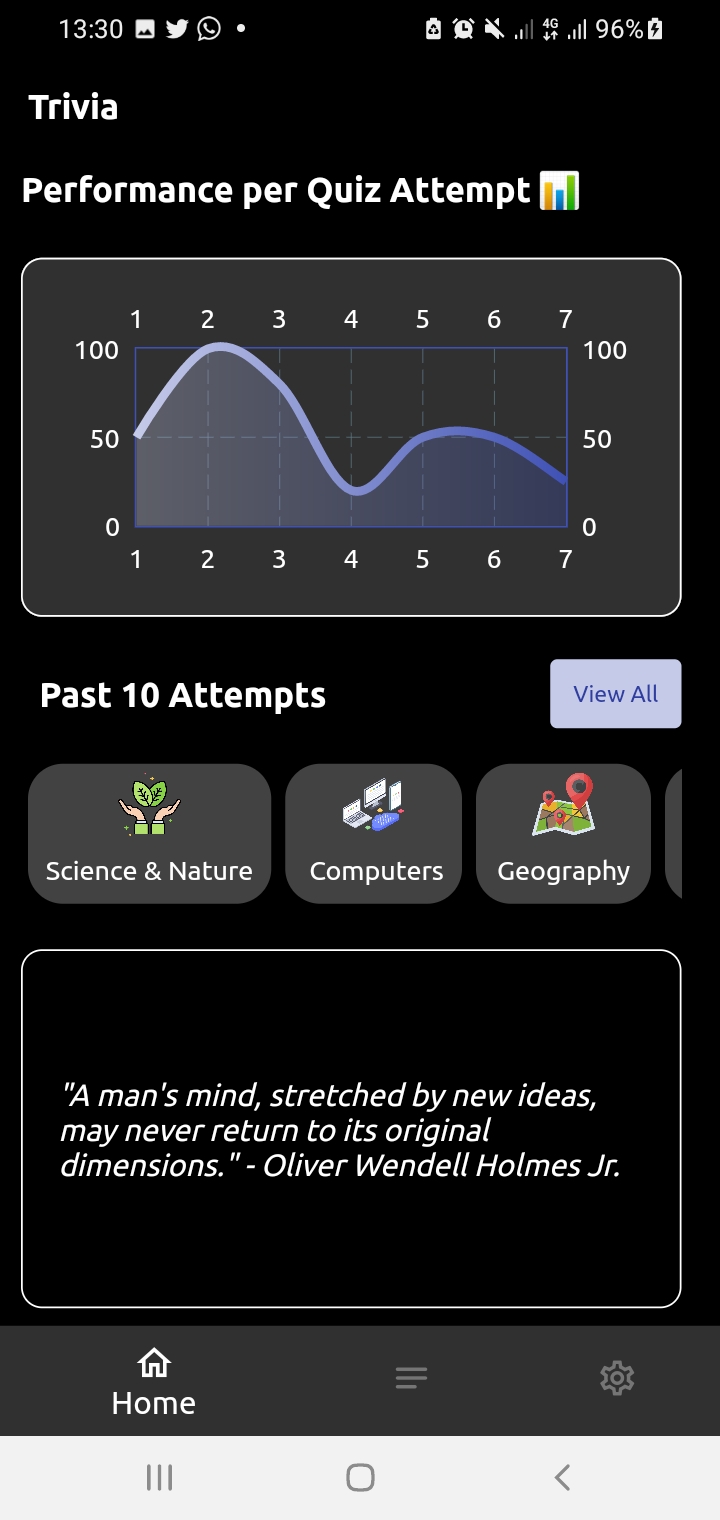 13:30
4G 96%
Trivia
Performance per Quiz Attempt
1 2 3 4 5 6 7
100 100
50 50
0 0
1 2 3 4 5 6 7
Past 10 Attempts View All
Science & Nature Computers Geography
"A man's mind, stretched by new ideas,
may never return to its original
dimensions." - Oliver Wendell Holmes Jr.
Home